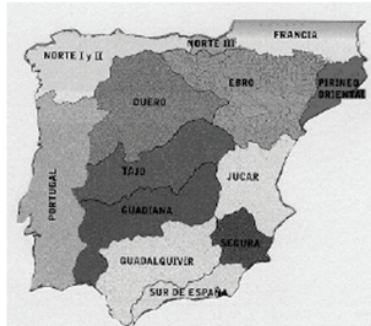 FRANCIA
NORTE III
NORTE I y II
EBRO
PIRINEO
ORIENTAL
DUERO
TAJO
JUCAR
PORTUGAL
GUADIANA
SEGURA
GUADALQUIVIR
SUR DE ESPAÑA